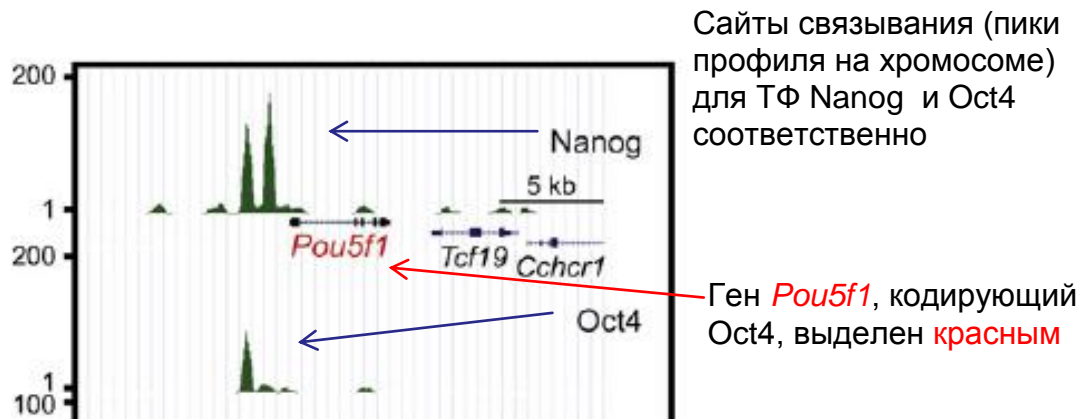 Сайты связывания (пики
профиля на хромосоме)
для ТФ Nanog и Oct4
соответственно
200
Nanog
5 kb
1
Pou5f1
Tcf19
Cchcr1
200
Ген Pou5f1, кодирующий
Oct4, выделен красным
Oct4
1
100